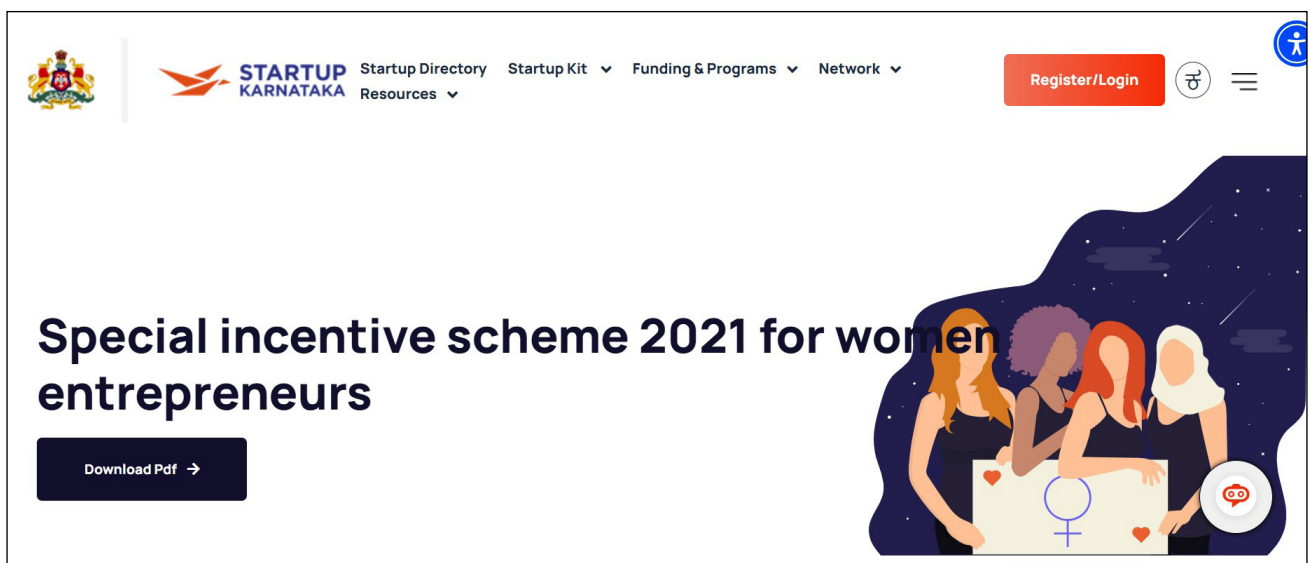 STARTUP
KARNATAKA
Startup Directory Startup Kit Funding & Programs Network
Resources
Register/Login
ಕ
Special incentive scheme 2021 for women
entrepreneurs
Download Pdf →